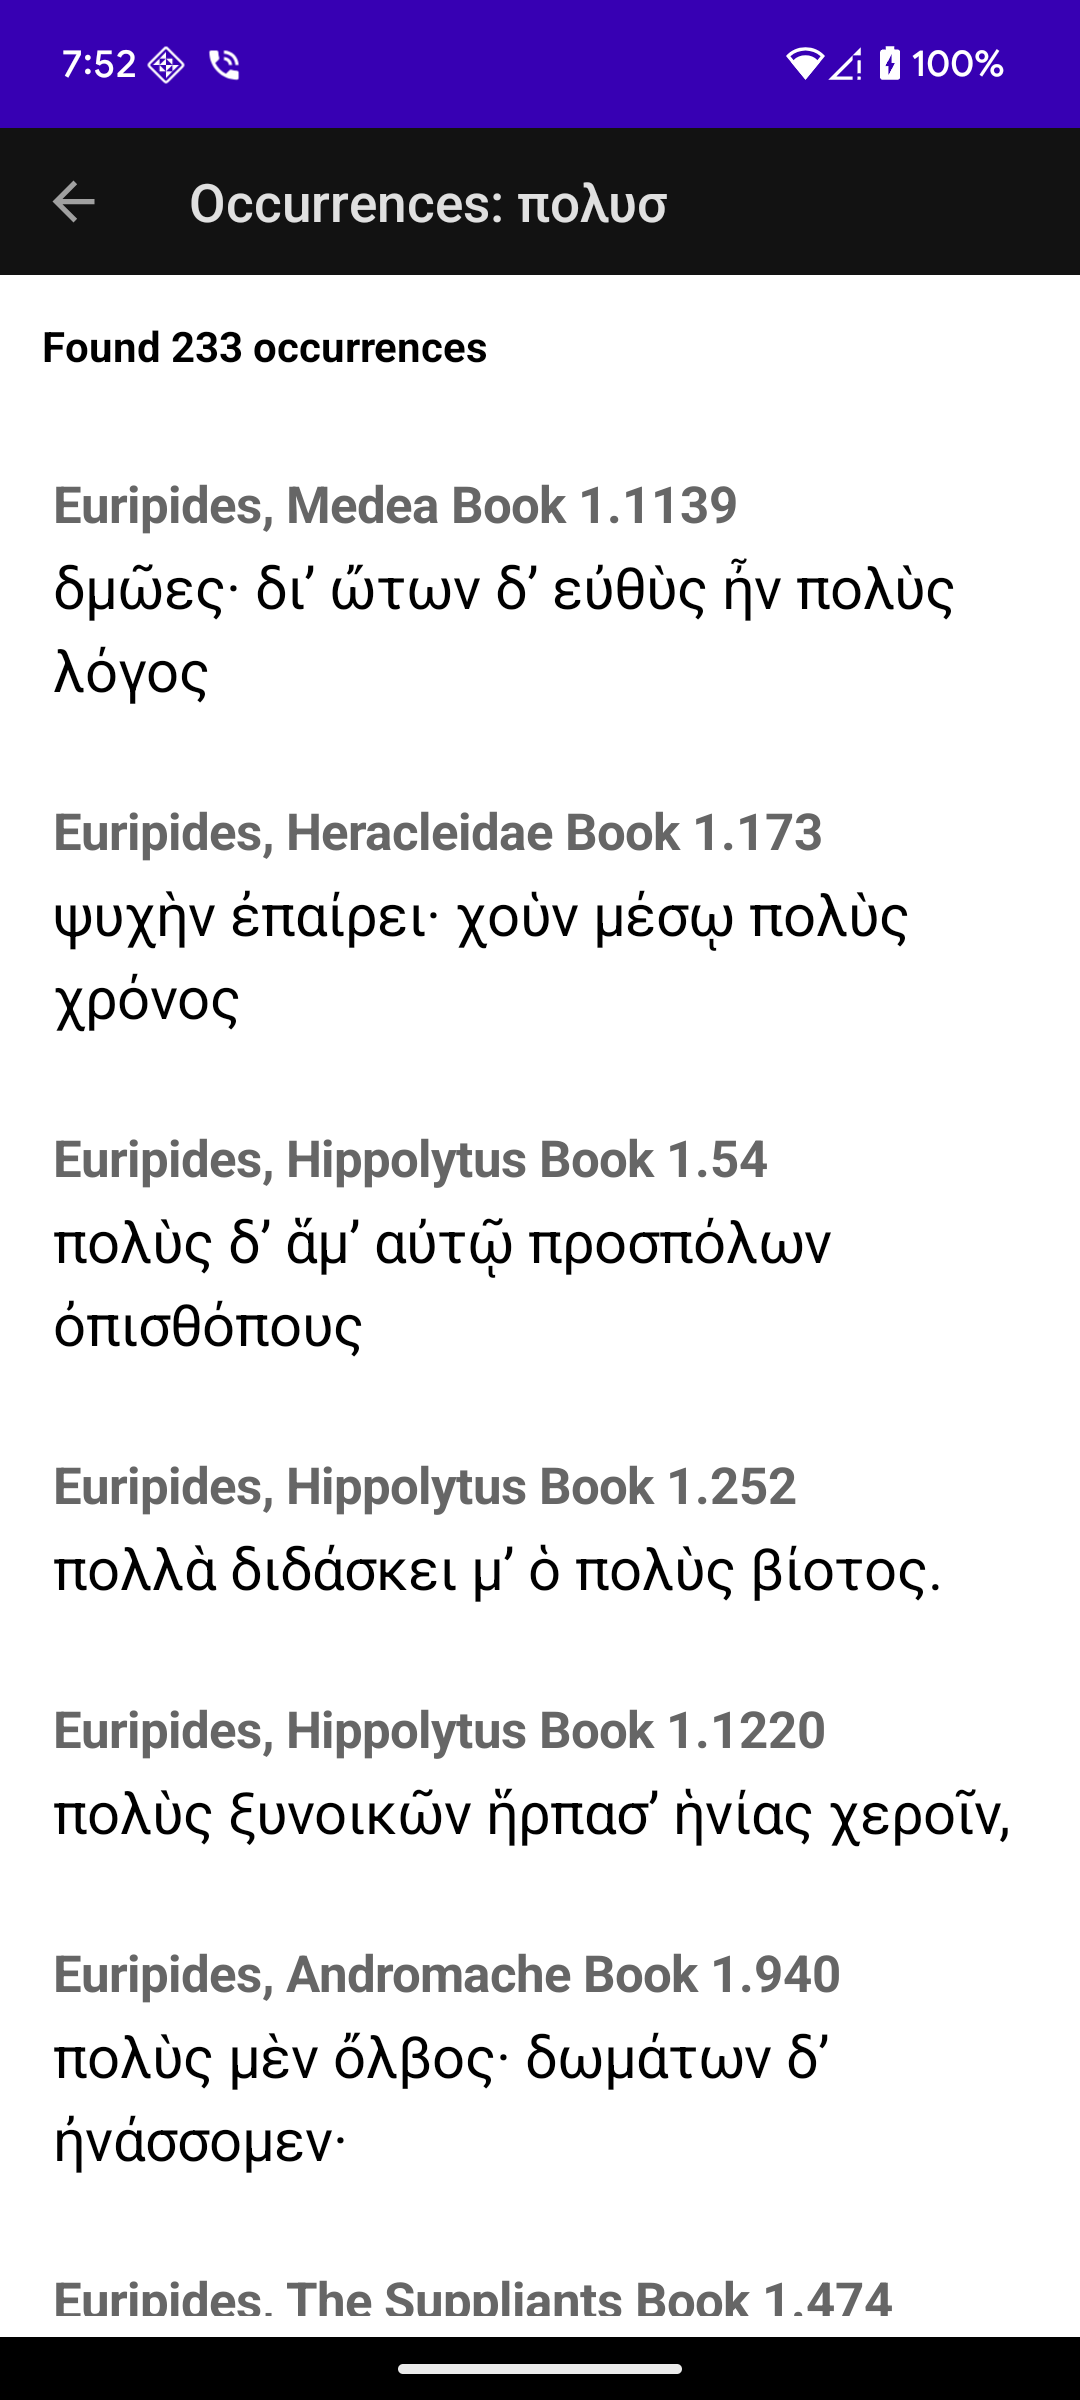 7:52 100%
Occurrences: πολυσ
Found 233 occurrences
Euripides, Medea Book 1.1139
δμῶες· δι’ ὤτων δ’ εὐθὺς ἦν πολὺς
λόγος
Euripides, Heracleidae Book 1.173
ψυχὴν ἐπαίρει· χοὐν μέσῳ πολὺς
χρόνος
Euripides, Hippolytus Book 1.54
πολὺς δ’ ἅμ’ αὐτῷ προσπόλων
ὀπισθόπους
Euripides, Hippolytus Book 1.252
πολλὰ διδάσκει μ’ ὁ πολὺς βίοτος.
Euripides, Hippolytus Book 1.1220
πολὺς ξυνοικῶν ἥρπασ’ ἡνίας χεροῖν,
Euripides, Andromache Book 1.940
πολὺς μὲν ὄλβος· δωμάτων δ’
ἠνάσσομεν·
Euripides, The Suppliants Book 1.474